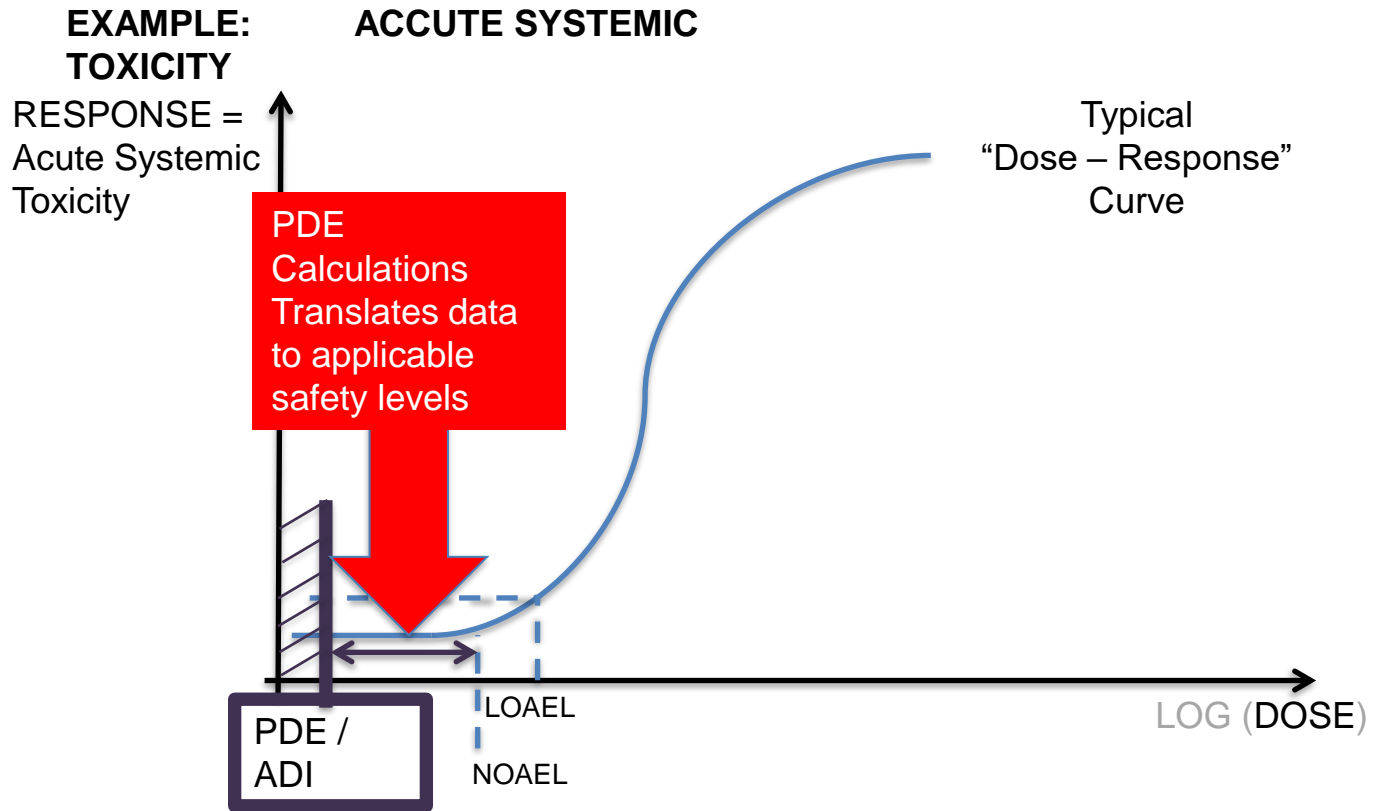 EXAMPLE: ACCUTE SYSTEMIC
TOXICITY
RESPONSE =
Acute Systemic
Toxicity
Typical
“Dose – Response”
Curve
PDE
Calculations
Translates data
to applicable
safety levels
LOAEL
LOG (DOSE)
PDE /
ADI
NOAEL